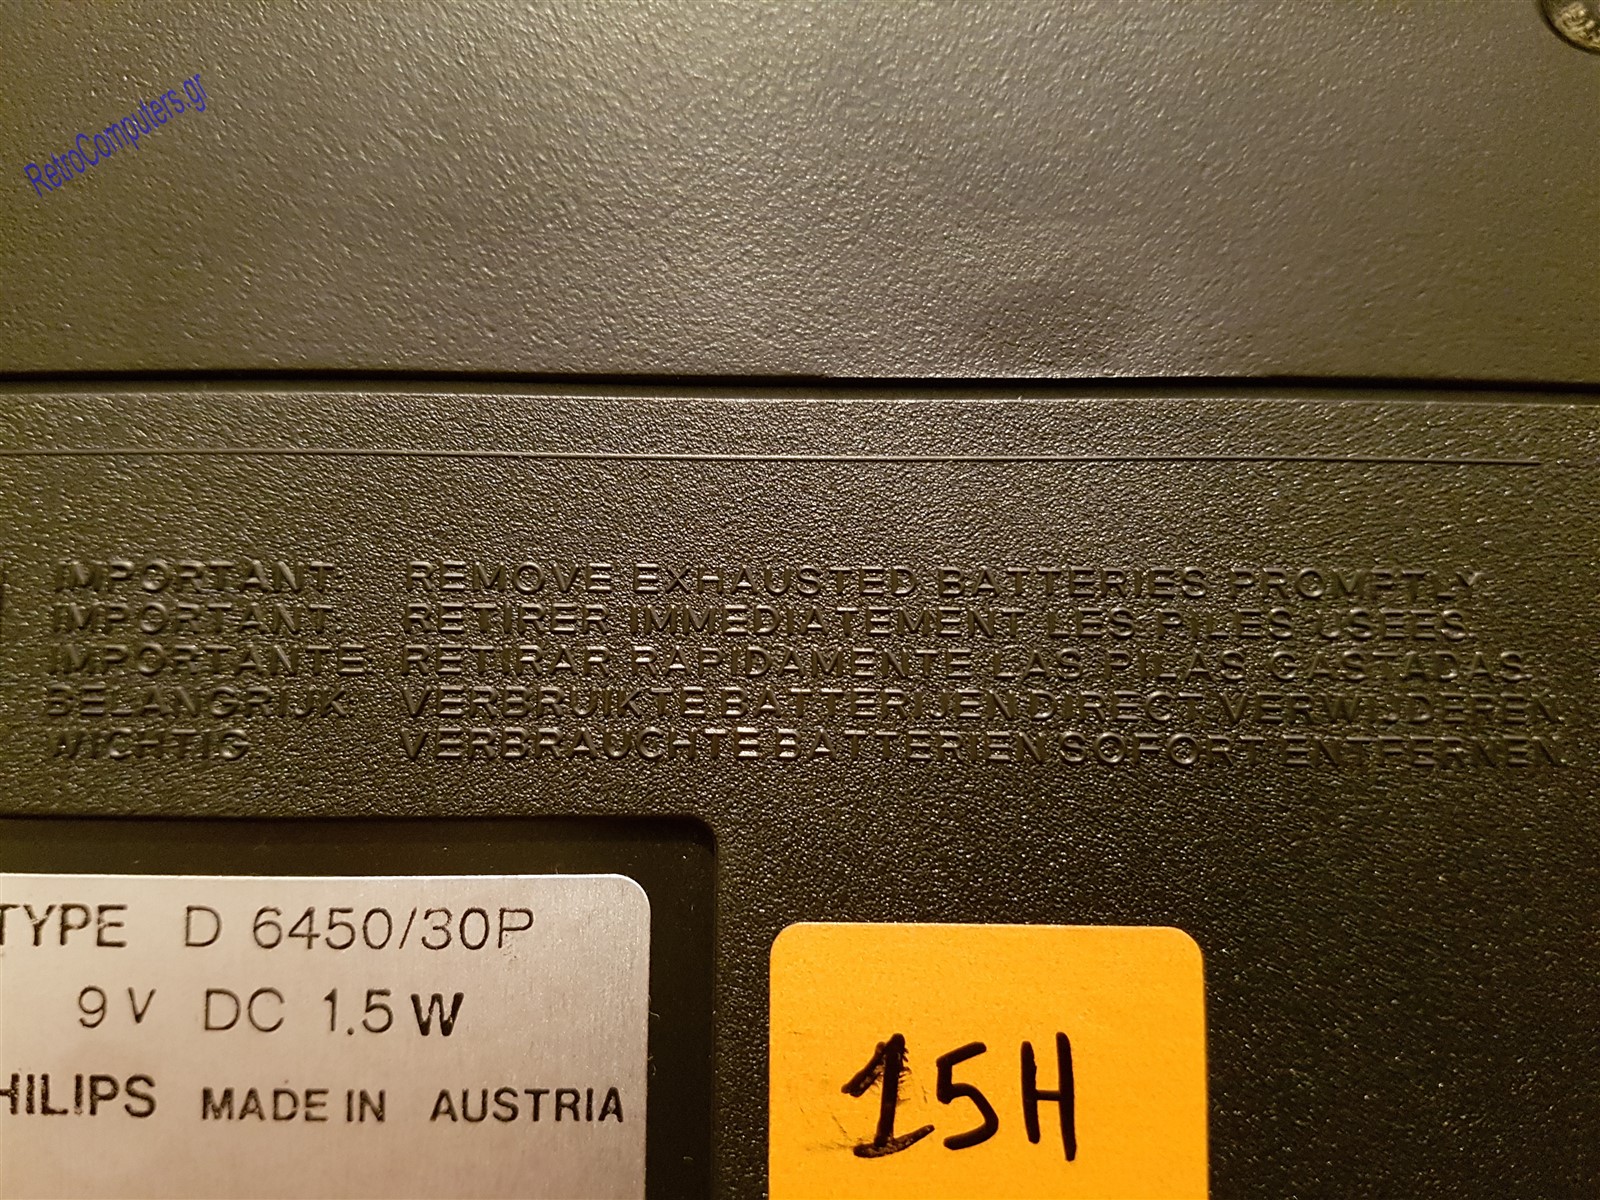 RetroComputers.gr
IMPORTANT: REMOVE EXHAUSTED BATTERIES PROMPTLY.
IMPORTANT: RETIRER IMMEDIATEMENT LES PILES USEES.
IMPORTANTE: RETIRAR RAPIDAMENTE LAS PILAS GASTADAS.
BELANGRIJK: VERBRUIKTE BATTERIJEN DIRECT VERWIJDEREN.
WICHTIG: VERBRAUCHTE BATTERIEN SOFORT ENTFERNEN.
TYPE D 6450/30P
9 V DC 1.5 W
HILIPS MADE IN AUSTRIA
15H